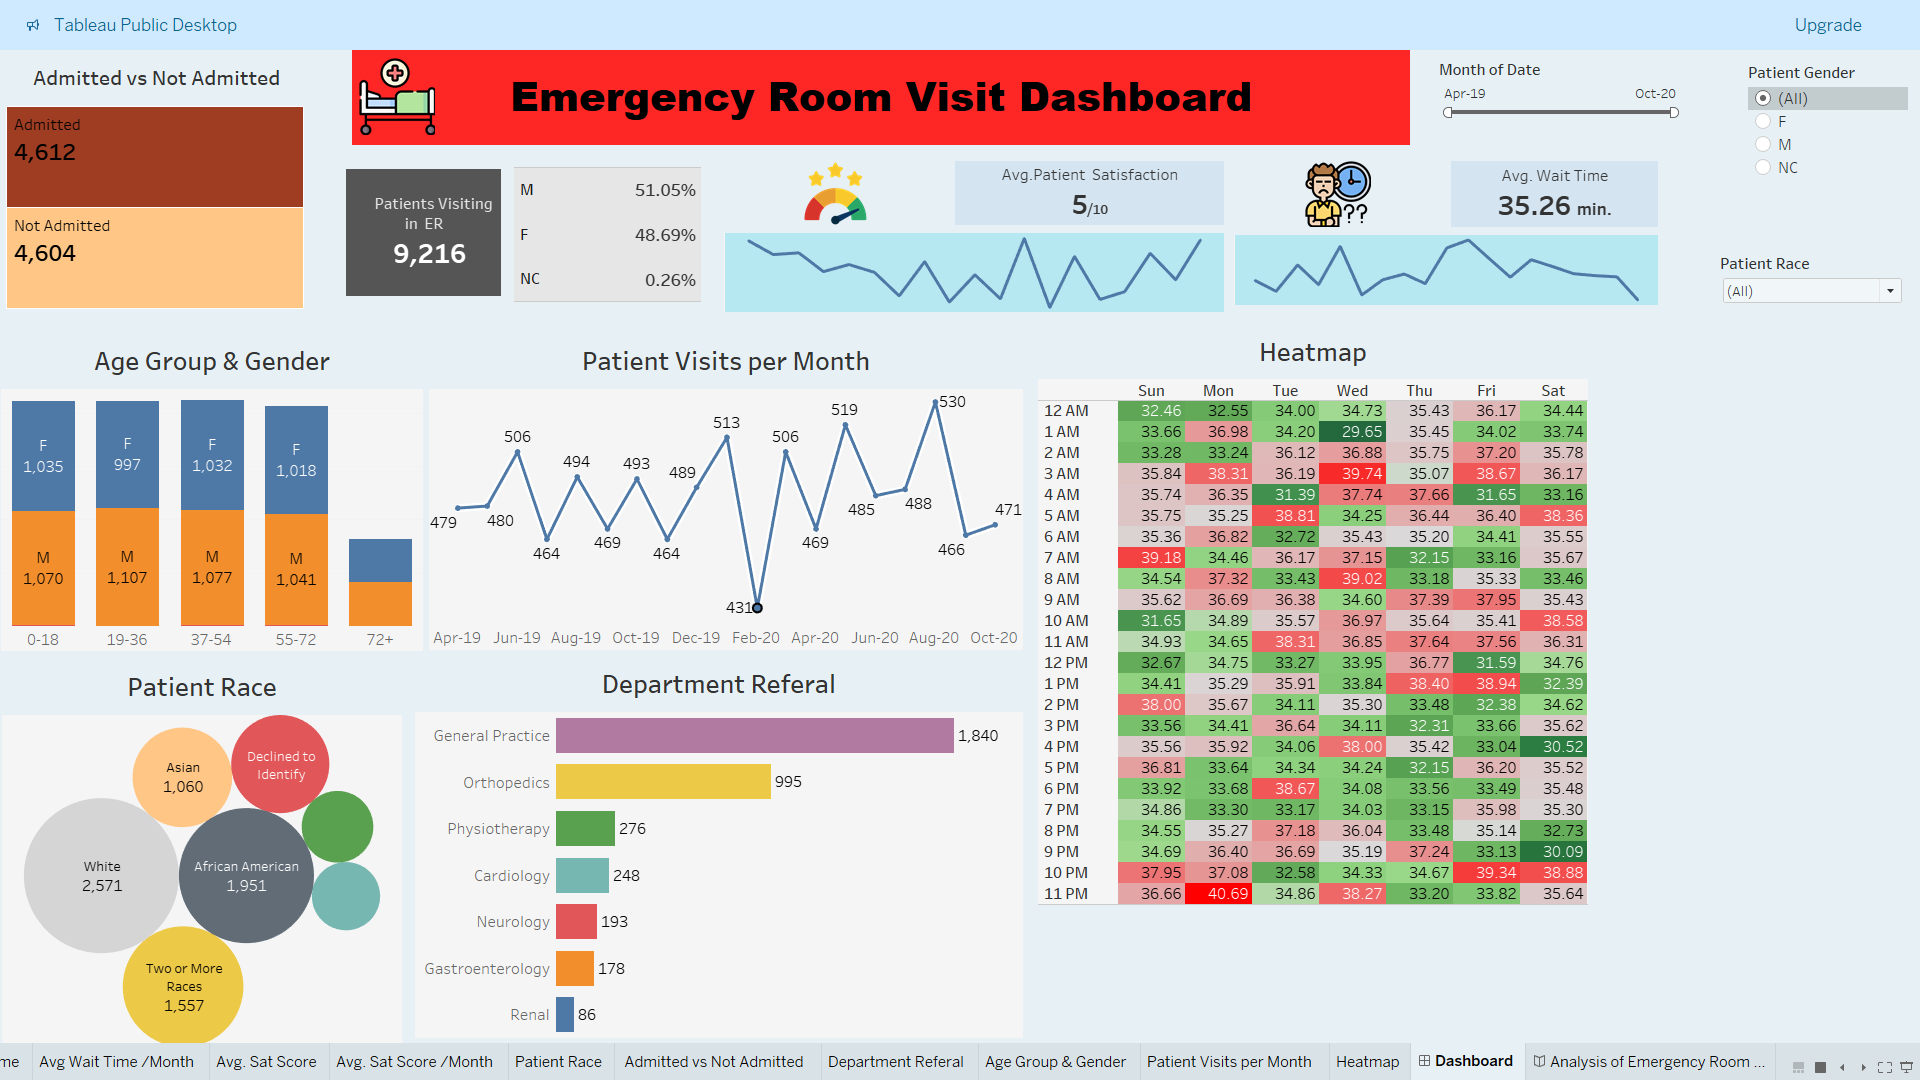 Tableau Public Desktop
Upgrade
Admitted vs Not Admitted
Admitted
4,612
Not Admitted
4,604
Emergency Room Visit Dashboard
Month of Date
Apr-19 Oct-20
Patient Gender
(All)
F
M
NC
Patients Visiting
in ER
9,216
M 51.05%
F 48.69%
NC 0.26%
Avg.Patient Satisfaction
5/10
??
Avg. Wait Time
35.26 min.
Patient Race
(All)
Age Group & Gender
F
1,035
F
997
F
1,032
F
1,018
M
1,070
M
1,107
M
1,077
M
1,041
0-18 19-36 37-54 55-72 72+
Patient Visits per Month
479 480 506 464 494 469 493 464 489 513 431 506 469 519 485 488 530 466 471
Apr-19 Jun-19 Aug-19 Oct-19 Dec-19 Feb-20 Apr-20 Jun-20 Aug-20 Oct-20
Heatmap
Sun Mon Tue Wed Thu Fri Sat
12 AM 32.46 32.55 34.00 34.73 35.43 36.17 34.44
1 AM 33.66 36.98 34.20 29.65 35.45 34.02 33.74
2 AM 33.28 33.24 36.12 36.88 35.75 37.20 35.78
3 AM 35.84 38.31 36.19 39.74 35.07 38.67 36.17
4 AM 35.74 36.35 31.39 37.74 37.66 31.65 33.16
5 AM 35.75 35.25 38.81 34.25 36.44 36.40 38.36
6 AM 35.36 36.82 32.72 35.43 35.20 34.41 35.55
7 AM 39.18 34.46 36.17 37.15 32.15 33.16 35.67
8 AM 34.54 37.32 33.43 39.02 33.18 35.33 33.46
9 AM 35.62 36.69 36.38 34.60 37.39 37.95 35.43
10 AM 31.65 34.89 35.57 36.97 35.64 35.41 38.58
11 AM 34.93 34.65 38.31 36.85 37.64 37.56 36.31
12 PM 32.67 34.75 33.27 33.95 36.77 31.59 34.76
1 PM 34.41 35.29 35.91 33.84 38.40 38.94 32.39
2 PM 38.00 35.67 34.11 35.30 33.48 32.38 34.62
3 PM 33.56 34.41 36.64 34.11 32.31 33.66 35.62
4 PM 35.56 35.92 34.06 38.00 35.42 33.04 30.52
5 PM 36.81 33.64 34.34 34.24 32.15 36.20 35.52
6 PM 33.92 33.68 38.67 34.08 33.56 33.49 35.48
7 PM 34.86 33.30 33.17 34.03 33.15 35.98 35.30
8 PM 34.55 35.27 37.18 36.04 33.48 35.14 32.73
9 PM 34.69 36.40 36.69 35.19 37.24 33.13 30.09
10 PM 37.95 37.08 32.58 34.33 34.67 39.34 38.88
11 PM 36.66 40.69 34.86 38.27 33.20 33.82 35.64
Patient Race
Asian
1,060
Declined to
Identify
White
2,571
African American
1,951
Two or More
Races
1,557
Department Referal
General Practice 1,840
Orthopedics 995
Physiotherapy 276
Cardiology 248
Neurology 193
Gastroenterology 178
Renal 86
me Avg Wait Time /Month Avg. Sat Score Avg. Sat Score /Month Patient Race Admitted vs Not Admitted Department Referal Age Group & Gender Patient Visits per Month Heatmap Dashboard Analysis of Emergency Room ...